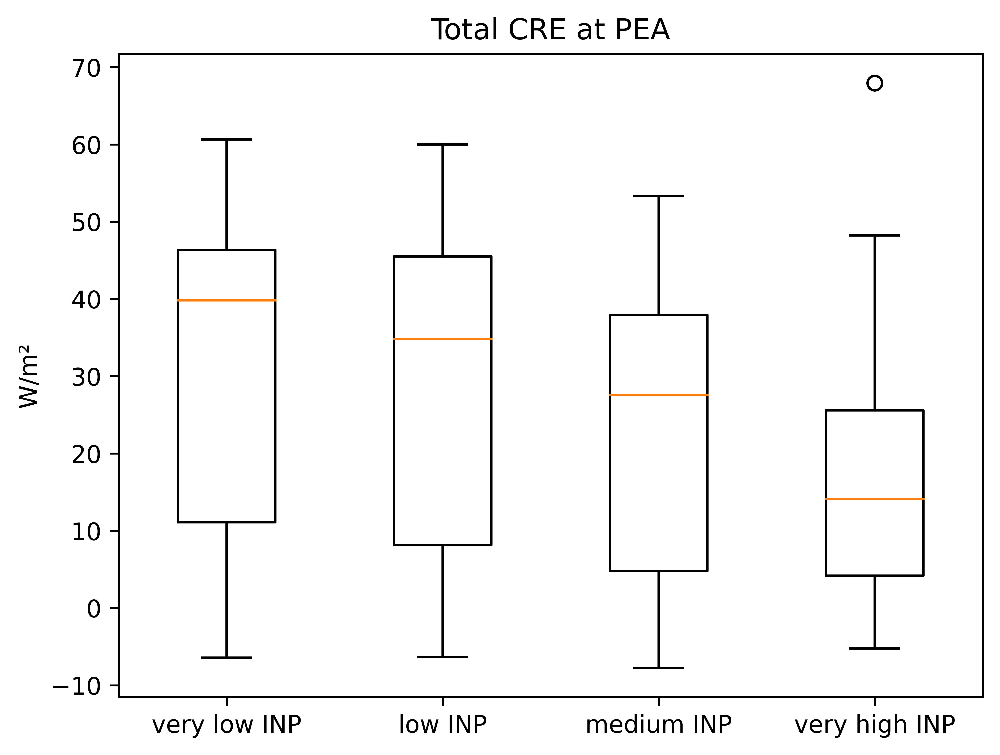 Total CRE at PEA
W/m²
70
60
50
40
30
20
10
0
−10
very low INP
low INP
medium INP
very high INP